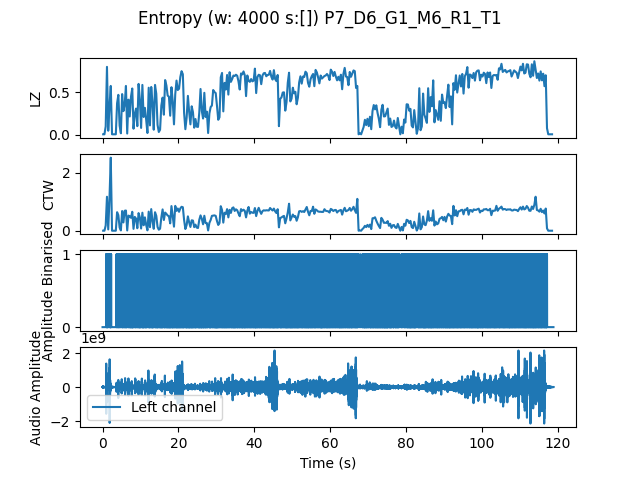 Entropy (w: 4000 s:[]) P7_D6_G1_M6_R1_T1
LZ
0.5
0.0
CTW
2
0
Amplitude Binarised
1
0
1e9
Audio Amplitude
2
0
−2
Left channel
0 20 40 60 80 100 120
Time (s)